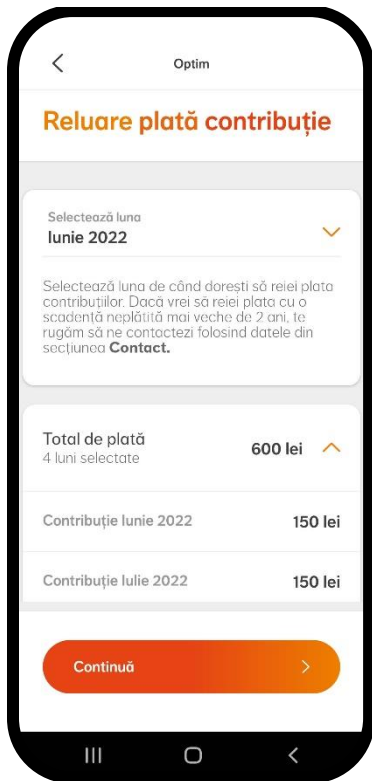 Optim
Reluare plată contribuție
Selectează luna
Iunie 2022
Selectează luna de când dorești să reiei plata
contribuțiilor. Dacă vrei să reiei plata cu o
scadență neplătită mai veche de 2 ani, te
rugăm să ne contactezi folosind datele din
secțiunea Contact.
Total de plată 600 lei
4 luni selectate
Contribuție Iunie 2022 150 lei
Contribuție Iulie 2022 150 lei
Continuă